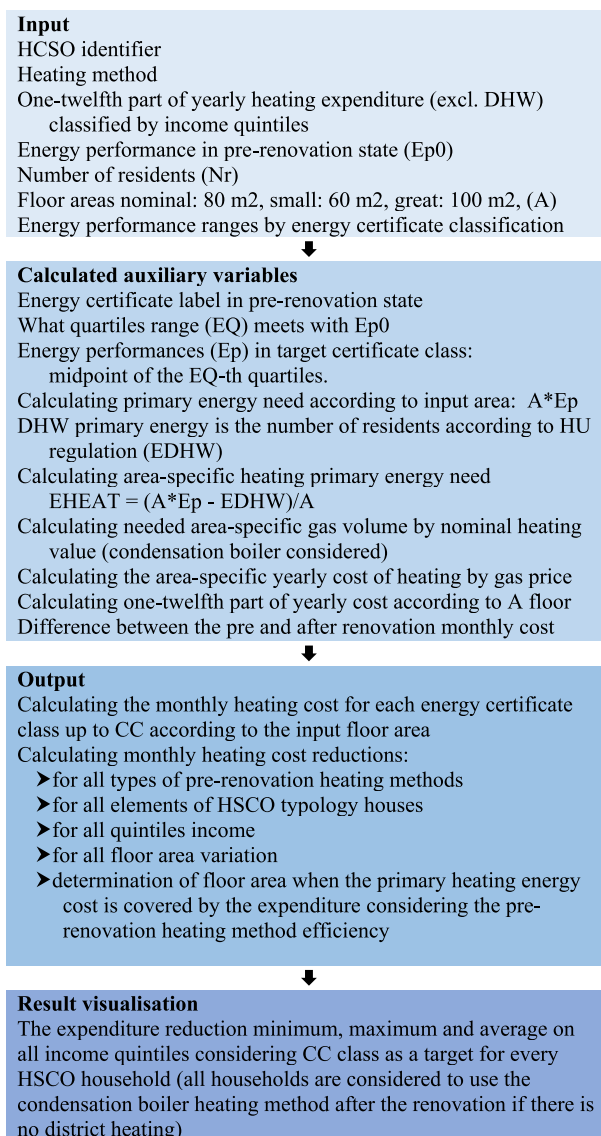 Input
HCSO identifier
Heating method
One-twelfth part of yearly heating expenditure (excl. DHW)
classified by income quintiles
Energy performance in pre-renovation state (Ep0)
Number of residents (Nr)
Floor areas nominal: 80 m2, small: 60 m2, great: 100 m2, (A)
Energy performance ranges by energy certificate classification
Calculated auxiliary variables
Energy certificate label in pre-renovation state
What quartiles range (EQ) meets with Ep0
Energy performances (Ep) in target certificate class:
midpoint of the EQ-th quartiles.
Calculating primary energy need according to input area: A*Ep
DHW primary energy is the number of residents according to HU
regulation (EDHW)
Calculating area-specific heating primary energy need
EHEAT = (A*Ep - EDHW)/A
Calculating needed area-specific gas volume by nominal heating
value (condensation boiler considered)
Calculating the area-specific yearly cost of heating by gas price
Calculating one-twelfth part of yearly cost according to A floor
Difference between the pre and after renovation monthly cost
Output
Calculating the monthly heating cost for each energy certificate
class up to CC according to the input floor area
Calculating monthly heating cost reductions:
➤for all types of pre-renovation heating methods
➤for all elements of HSCO typology houses
➤for all quintiles income
➤for all floor area variation
➤determination of floor area when the primary heating energy
cost is covered by the expenditure considering the pre-
renovation heating method efficiency
Result visualisation
The expenditure reduction minimum, maximum and average on
all income quintiles considering CC class as a target for every
HSCO household (all households are considered to use the
condensation boiler heating method after the renovation if there is
no district heating)